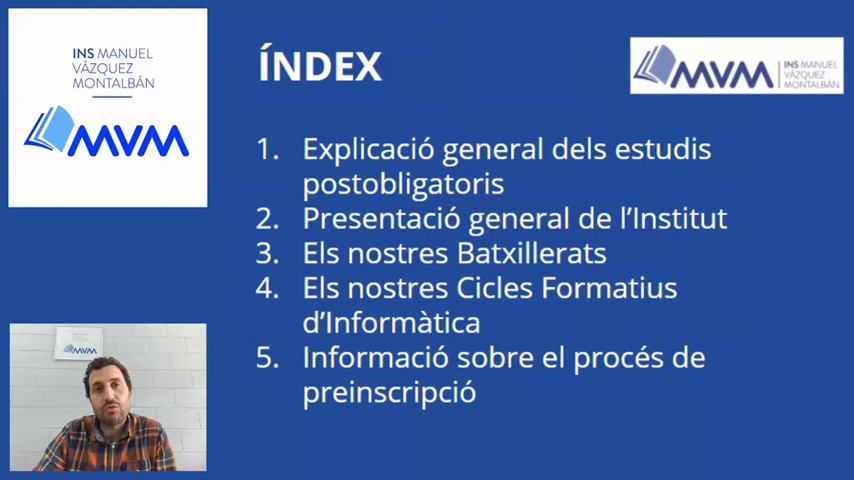 INS MANUEL
VÁZQUEZ
MONTALBÁN
MVM
ÍNDEX
MVM
INS MANUEL
VÁZQUEZ
MONTALBÁN
1. Explicació general dels estudis
postobligatoris
2. Presentació general de l’Institut
3. Els nostres Batxillerats
4. Els nostres Cicles Formatius
d’Informàtica
5. Informació sobre el procés de
preinscripció
MVM